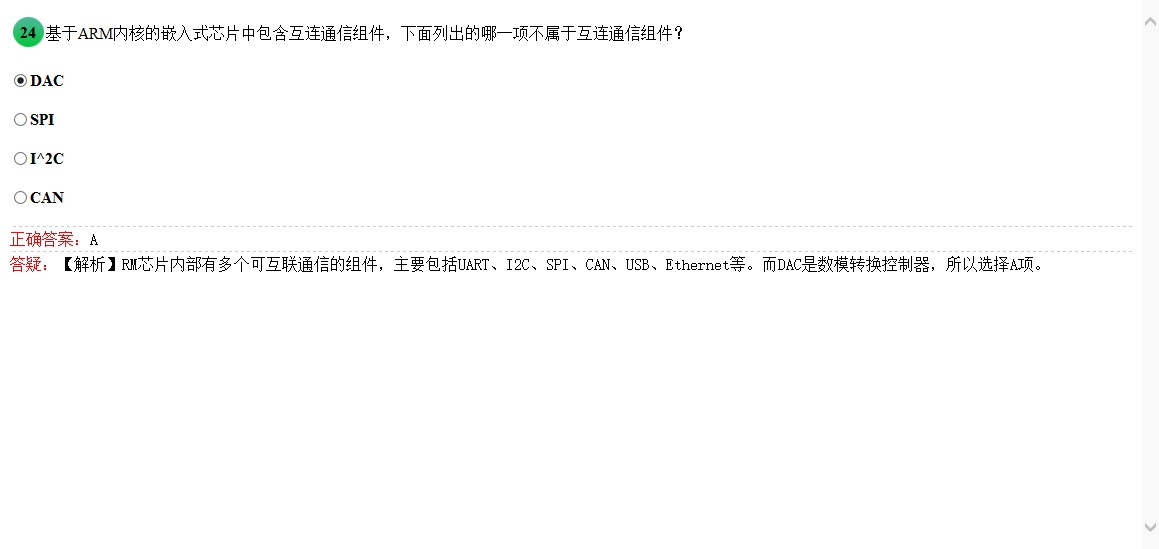 24 基于ARM内核的嵌入式芯片中包含互连通信组件，下面列出的哪一项不属于互连通信组件？
DAC
SPI
I^2C
CAN
正确答案：A
答疑：【解析】RM芯片内部有多个可互联通信的组件，主要包括UART、I2C、SPI、CAN、USB、Ethernet等。而DAC是数模转换控制器，所以选择A项。